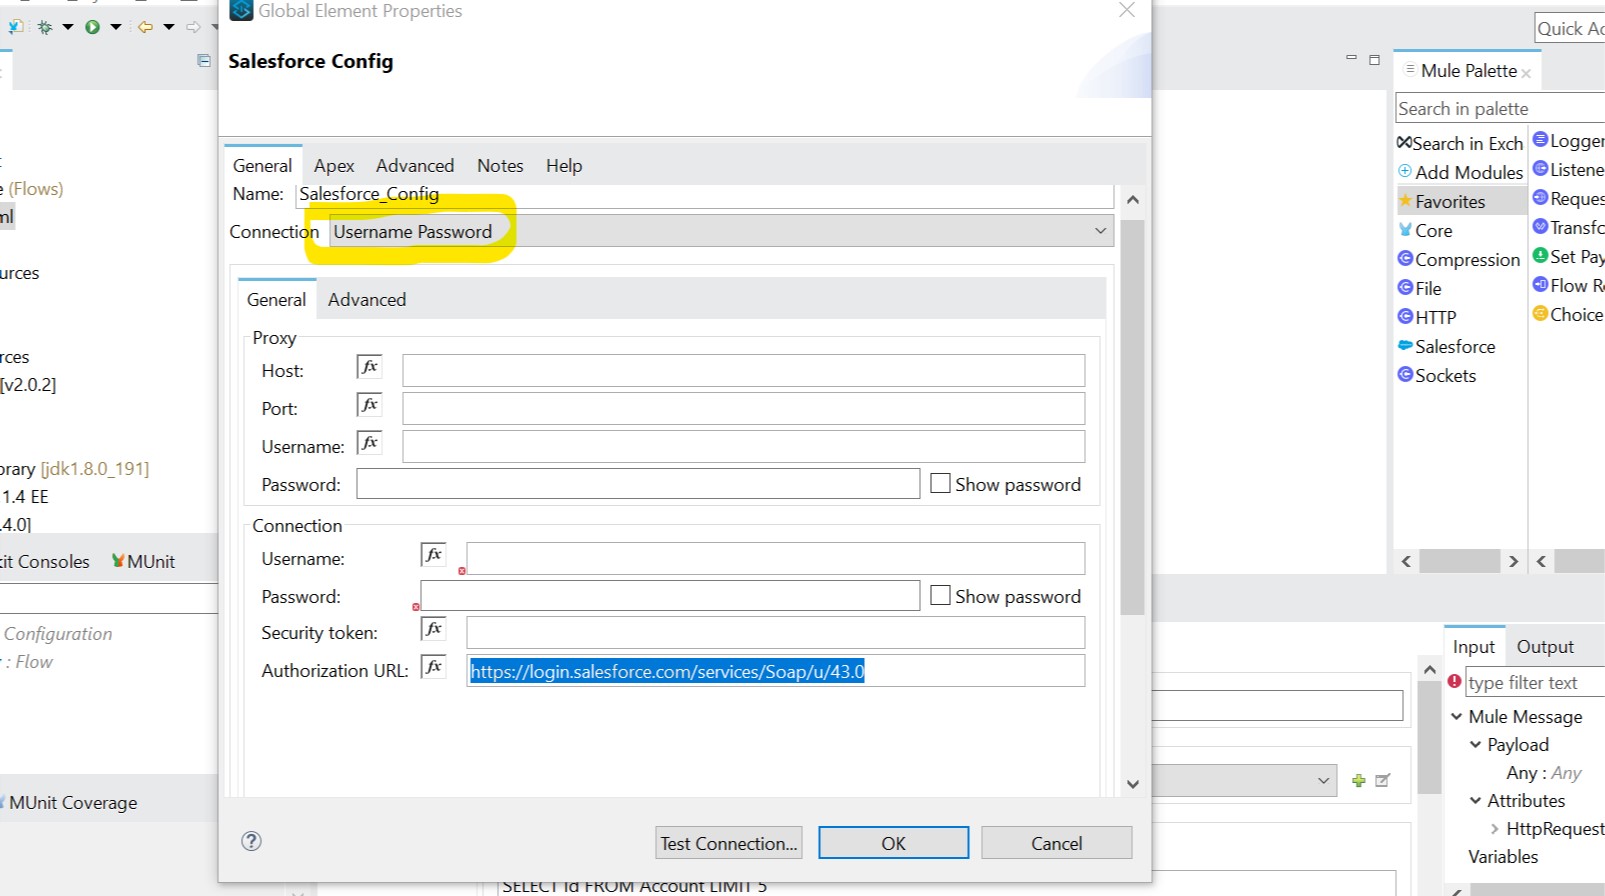 Global Element Properties
Quick Ac
Salesforce Config
Mule Palette
Search in palette
General Apex Advanced Notes Help
Name: Salesforce_Config
Connection Username Password
General Advanced
Proxy
Host: fx
Port: fx
Username: fx
Password: Show password
Connection
Username: fx
Password: Show password
Security token: fx
Authorization URL: fx https://login.salesforce.com/services/Soap/u/43.0
Test Connection... OK Cancel
SELECT Id FROM Account LIMIT 5
e (Flows)
ml
urces
rces
[v2.0.2]
rary [jdk1.8.0_191]
1.4 EE
.4.0]
it Consoles MUnit
Configuration
: Flow
MUnit Coverage
Search in Exch
Add Modules
Favorites
Core
Compression
File
HTTP
Salesforce
Sockets
Logger
Listene
Reques
Transfo
Set Pay
Flow R
Choice
Input Output
type filter text
Mule Message
Payload
Any : Any
Attributes
HttpRequest
Variables